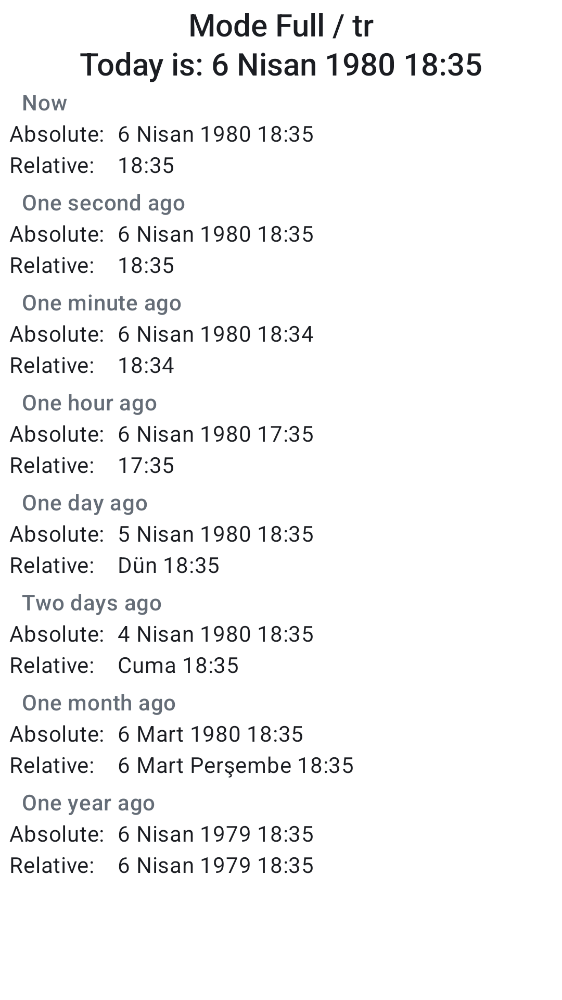 Mode Full / tr
Today is: 6 Nisan 1980 18:35
Now
Absolute: 6 Nisan 1980 18:35
Relative: 18:35
One second ago
Absolute: 6 Nisan 1980 18:35
Relative: 18:35
One minute ago
Absolute: 6 Nisan 1980 18:34
Relative: 18:34
One hour ago
Absolute: 6 Nisan 1980 17:35
Relative: 17:35
One day ago
Absolute: 5 Nisan 1980 18:35
Relative: Dün 18:35
Two days ago
Absolute: 4 Nisan 1980 18:35
Relative: Cuma 18:35
One month ago
Absolute: 6 Mart 1980 18:35
Relative: 6 Mart Perşembe 18:35
One year ago
Absolute: 6 Nisan 1979 18:35
Relative: 6 Nisan 1979 18:35